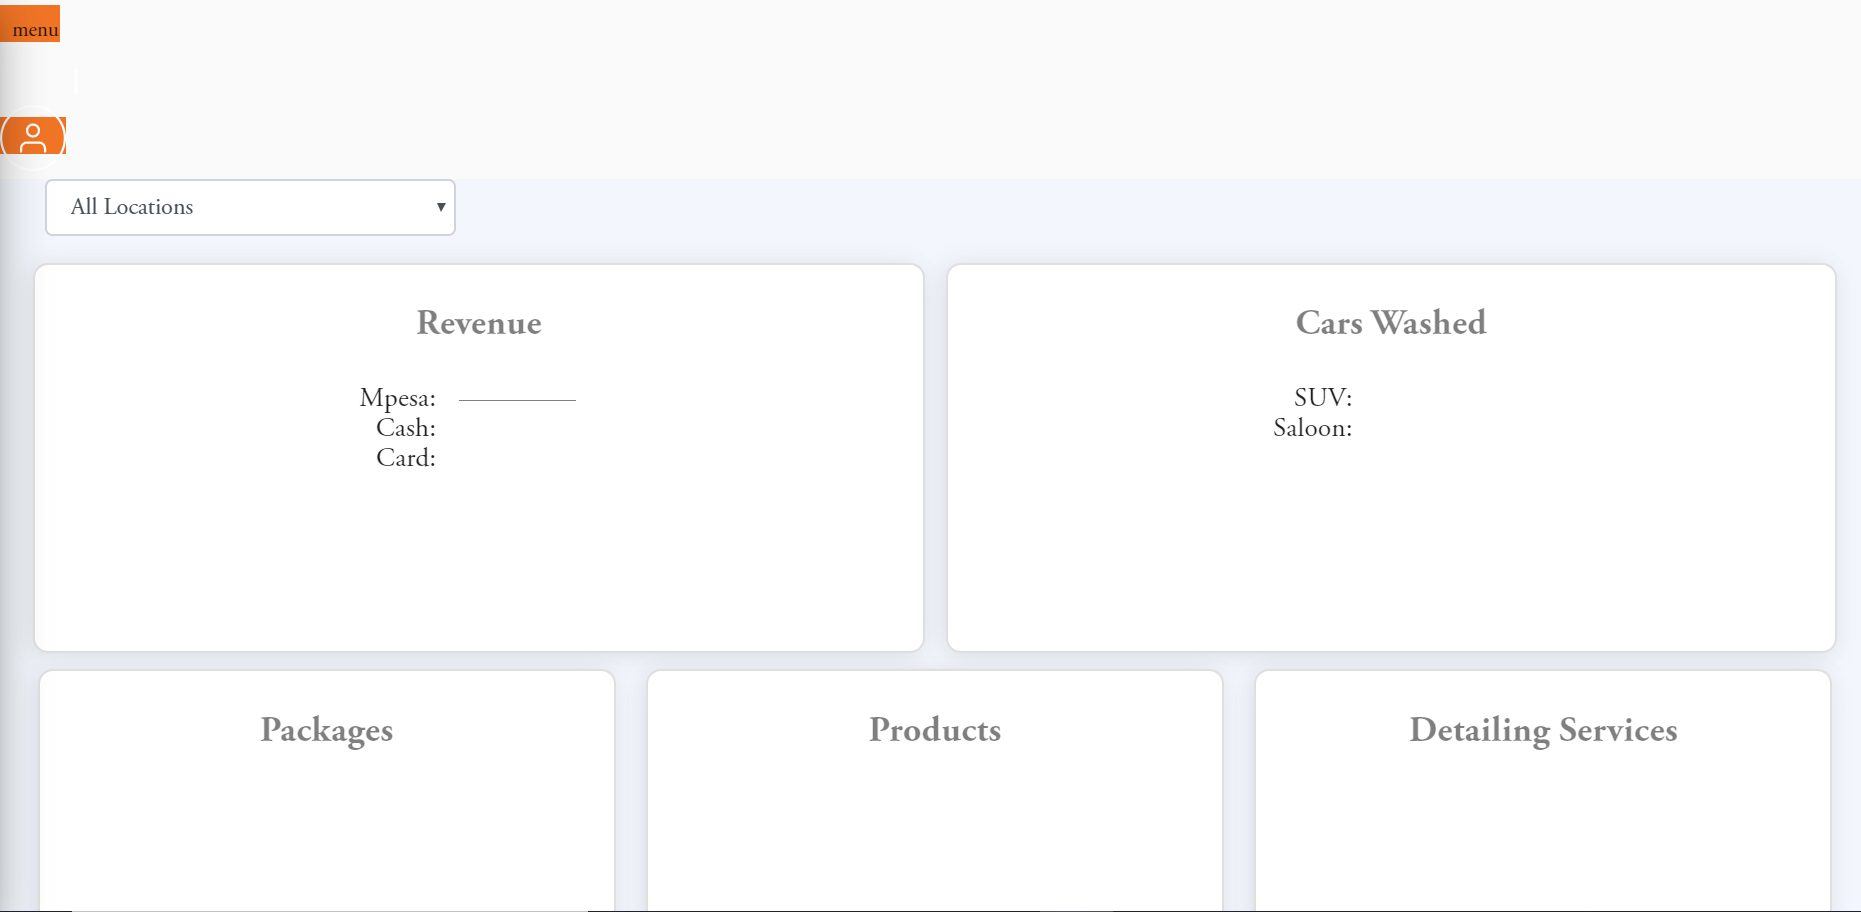 menu
All Locations
Revenue
Mpesa:
Cash:
Card:
Cars Washed
SUV:
Saloon:
Packages
Products
Detailing Services